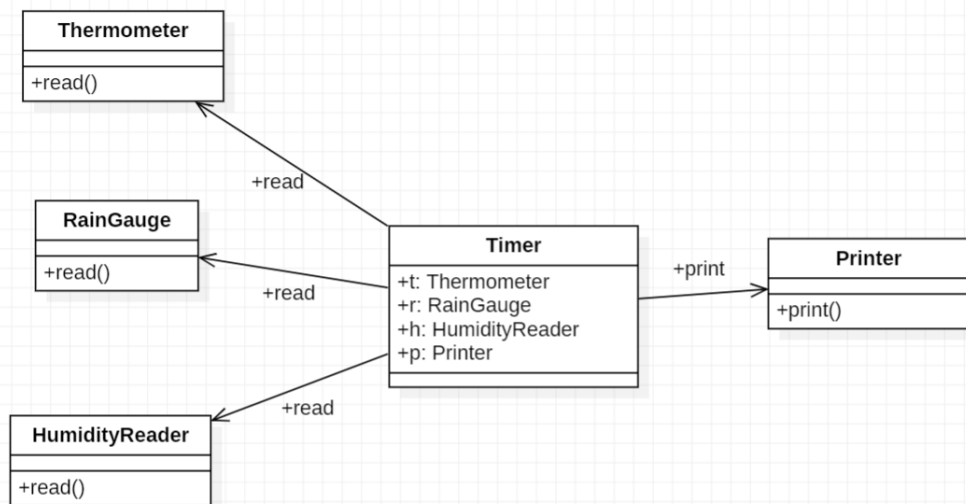 Thermometer
+read()
+read
RainGauge
+read()
+read
Timer
+t: Thermometer
+r: RainGauge
+h: HumidityReader
+p: Printer
+print
Printer
+print()
+read
HumidityReader
+read()